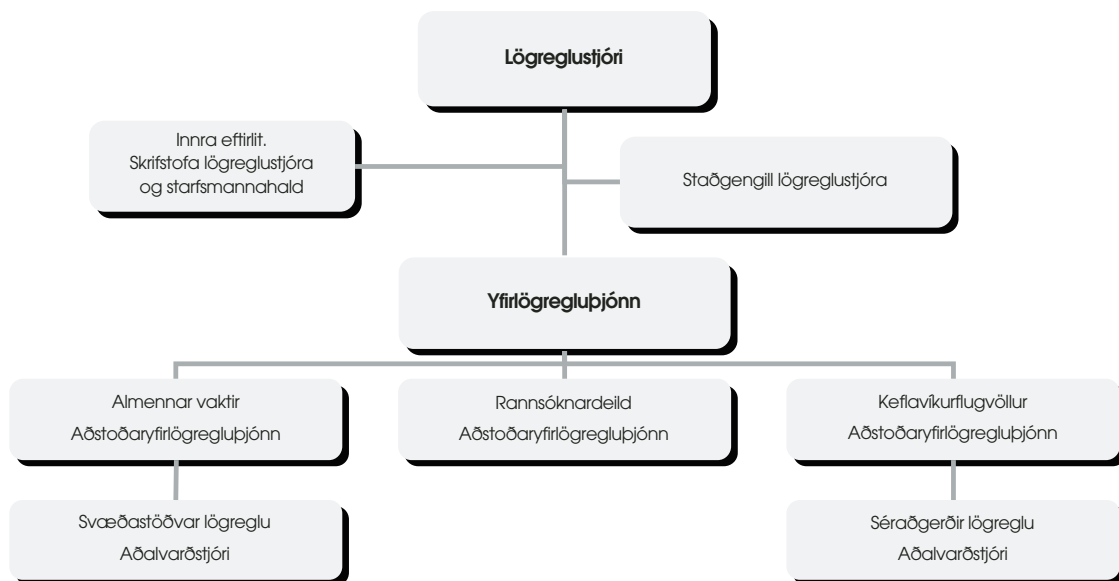 Lögreglustjóri
Innra eftirlit.
Skrifstofa lögreglustjóra
og starfsmannahald
Staðgengill lögreglustjóra
Yfirlögregluþjónn
Almennar vaktir
Aðstoðaryfirlögregluþjónn
Rannsóknardeild
Aðstoðaryfirlögregluþjónn
Keflavíkurflugvöllur
Aðstoðaryfirlögregluþjónn
Svæðastöðvar lögreglu
Aðalvarðstjóri
Séraðgerðir lögreglu
Aðalvarðstjóri